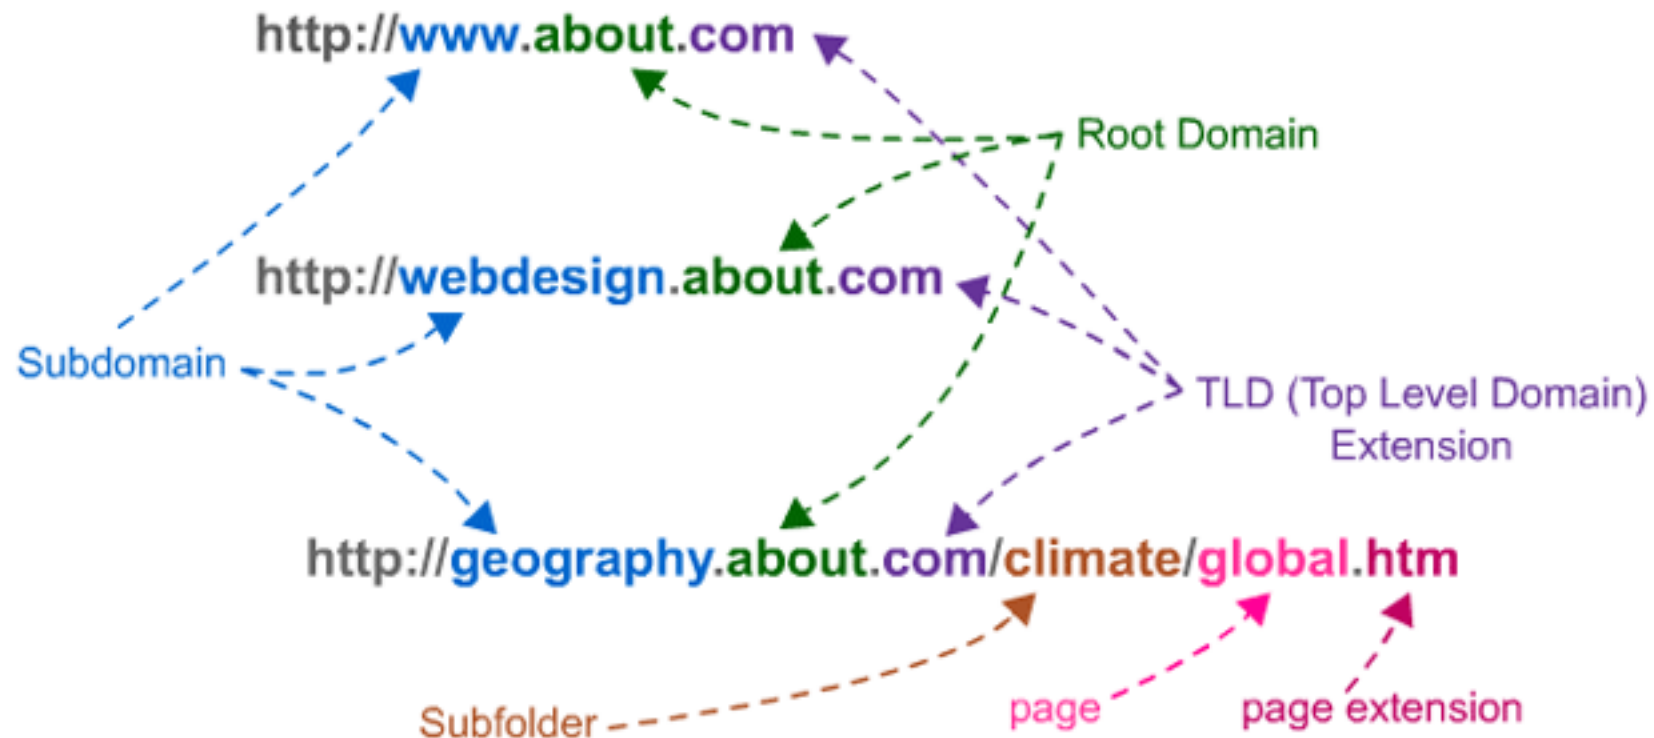 http://www.about.com
Root Domain
http://webdesign.about.com
Subdomain
TLD (Top Level Domain)
Extension
http://geography.about.com/climate/global.htm
Subfolder
page
page extension